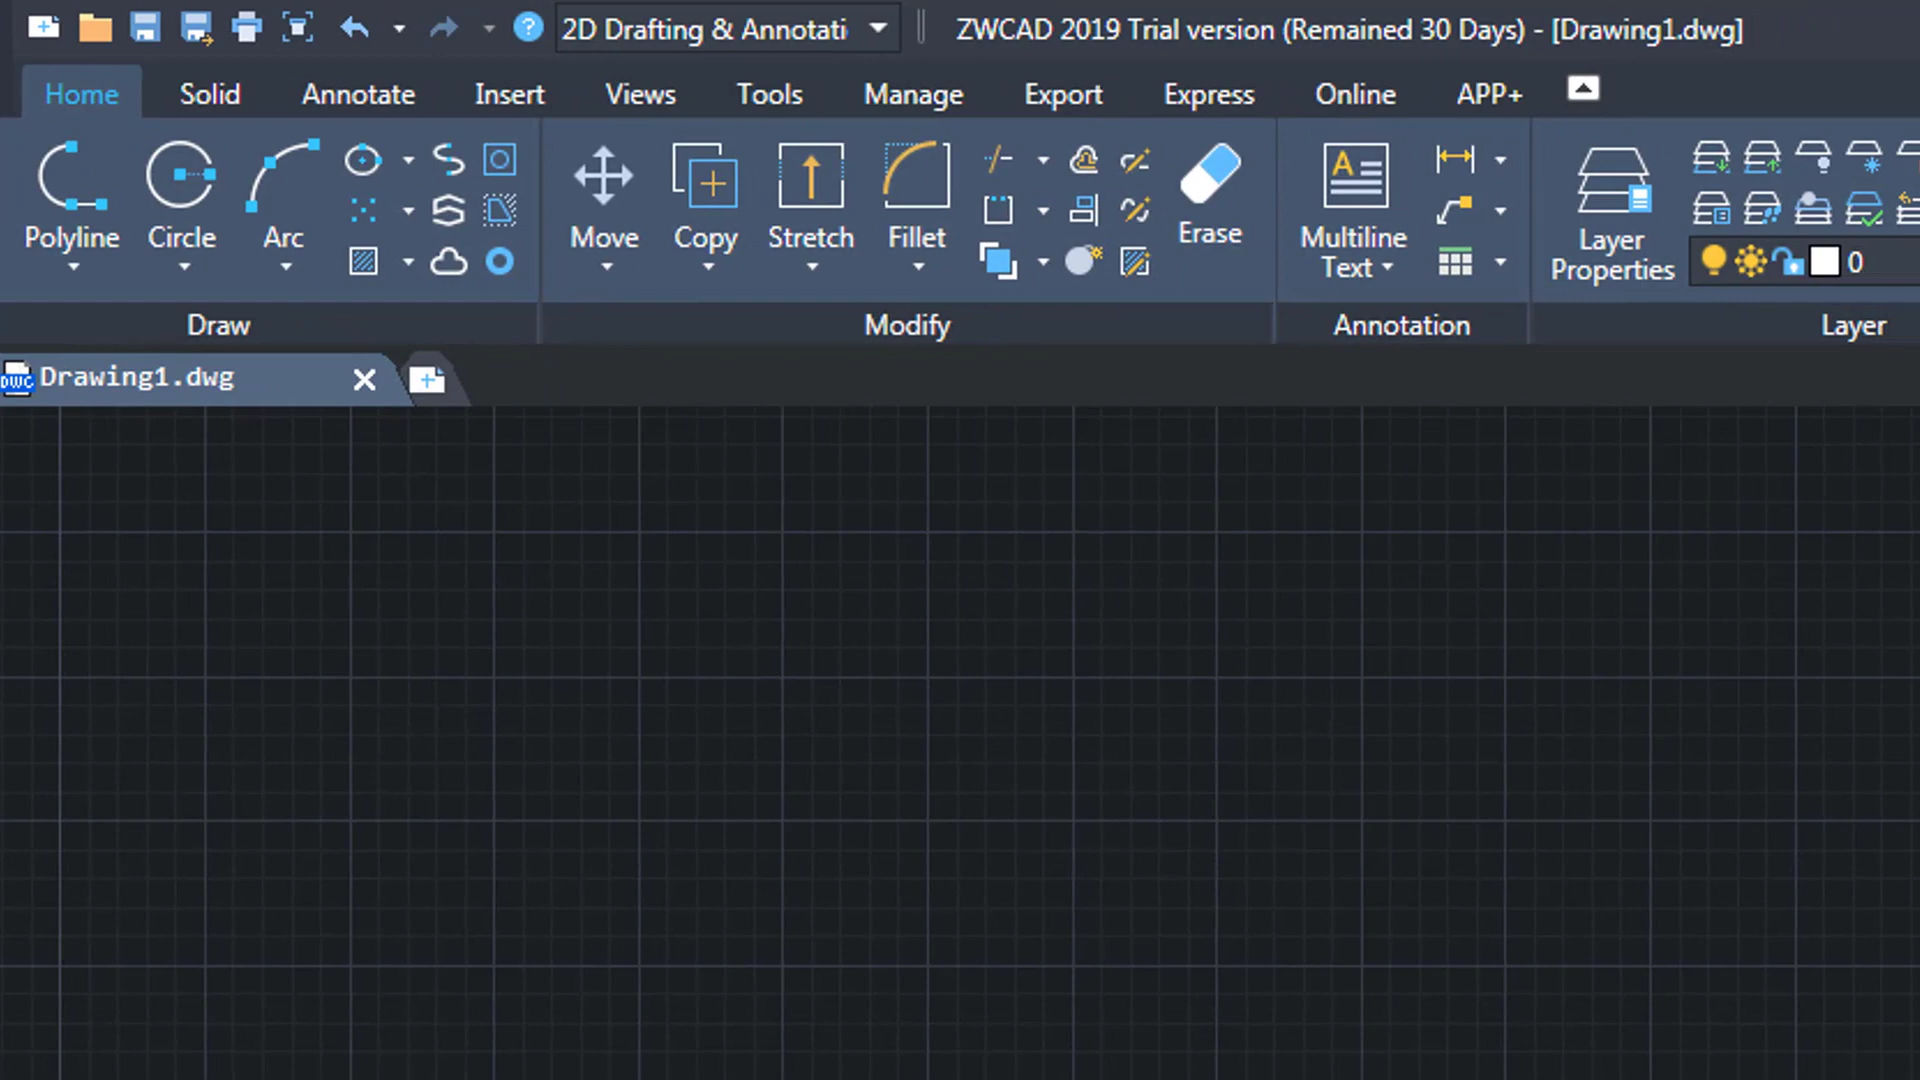 2D Drafting & Annotati
ZWCAD 2019 Trial version (Remained 30 Days) - [Drawing1.dwg]
Home Solid Annotate Insert Views Tools Manage Export Express Online APP+
Polyline Circle Arc Move Copy Stretch Fillet Erase Multiline Text Layer Properties 0
Draw Modify Annotation Layer
DWG Drawing1.dwg